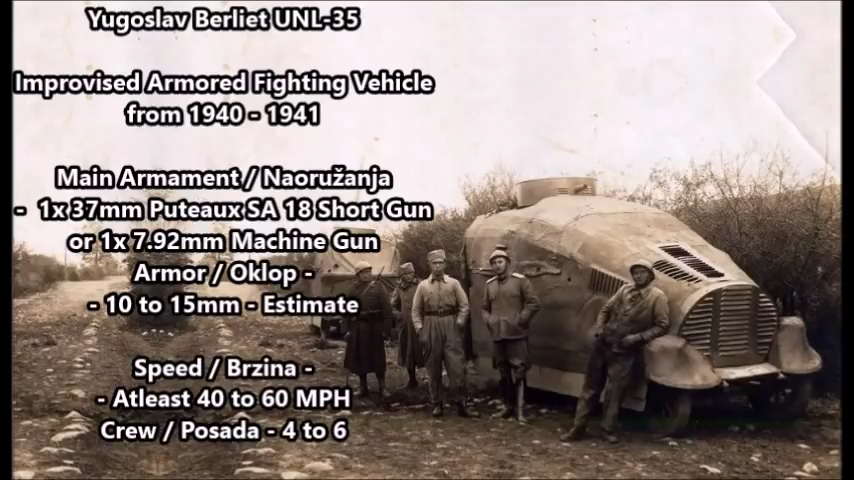 Yugoslav Berliet UNL-35
Improvised Armored Fighting Vehicle
from 1940 - 1941
Main Armament / Naoružanja
- 1x 37mm Puteaux SA 18 Short Gun
or 1x 7.92mm Machine Gun
Armor / Oklop -
- 10 to 15mm - Estimate
Speed / Brzina -
- Atleast 40 to 60 MPH
Crew / Posada - 4 to 6